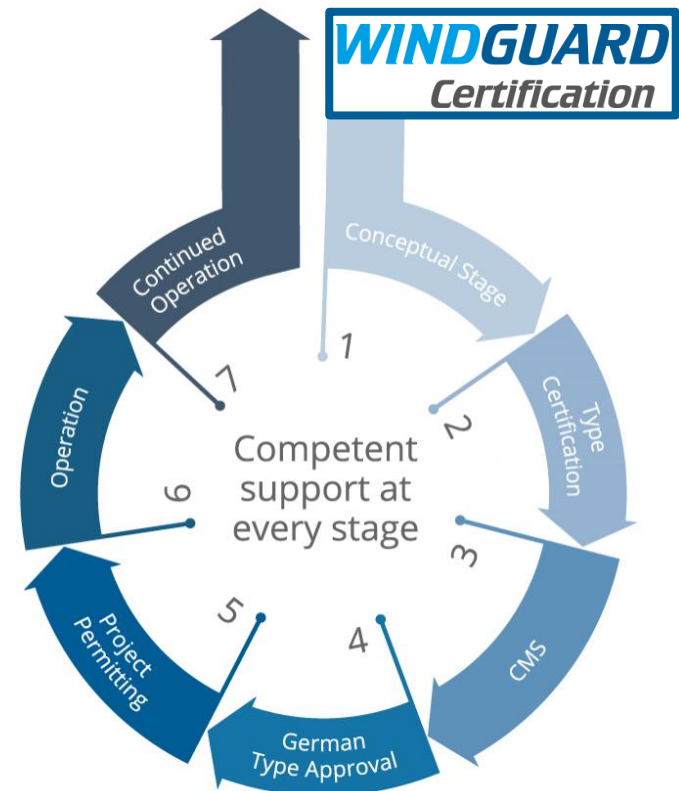 WINDGUARD
Certification
Conceptual Stage
1
Type
Certification
2
CMS
3
German
Type Approval
4
Project
Permitting
5
Operation
6
Continued
Operation
7
Competent
support at
every stage